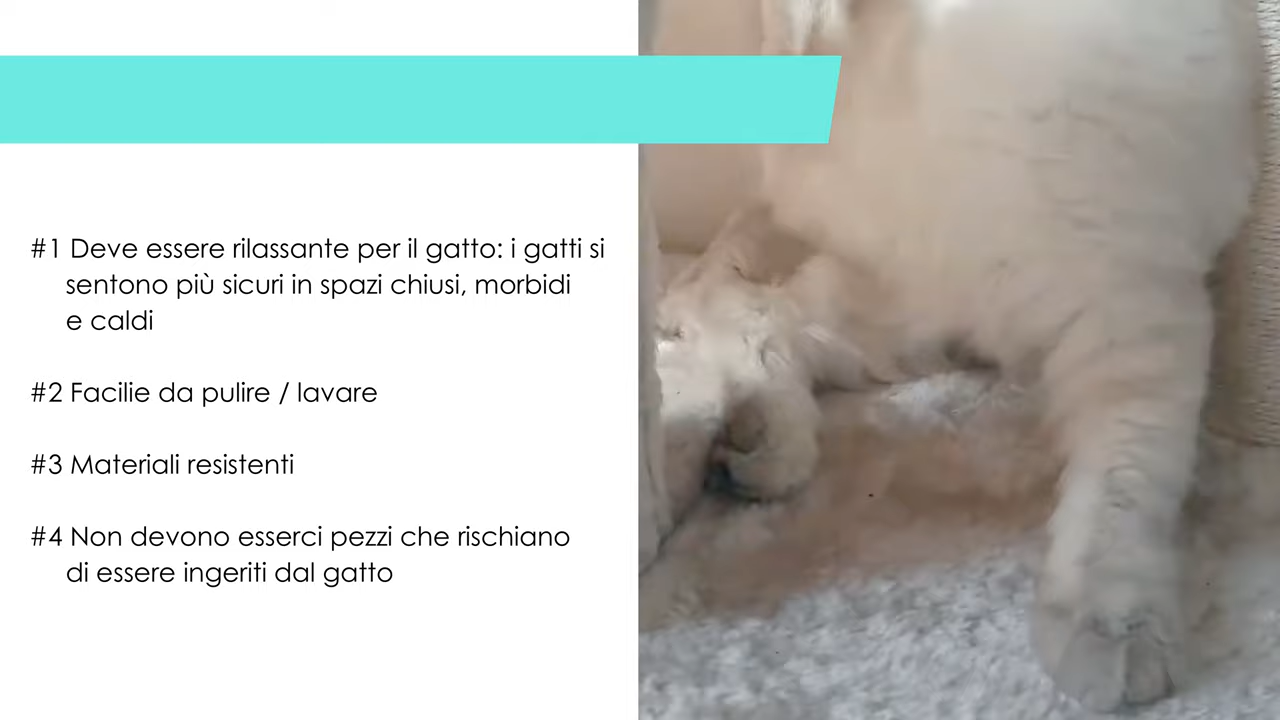 #1 Deve essere rilassante per il gatto: i gatti si
sentono più sicuri in spazi chiusi, morbidi
e caldi
#2 Facilie da pulire / lavare
#3 Materiali resistenti
#4 Non devono esserci pezzi che rischiano
di essere ingeriti dal gatto